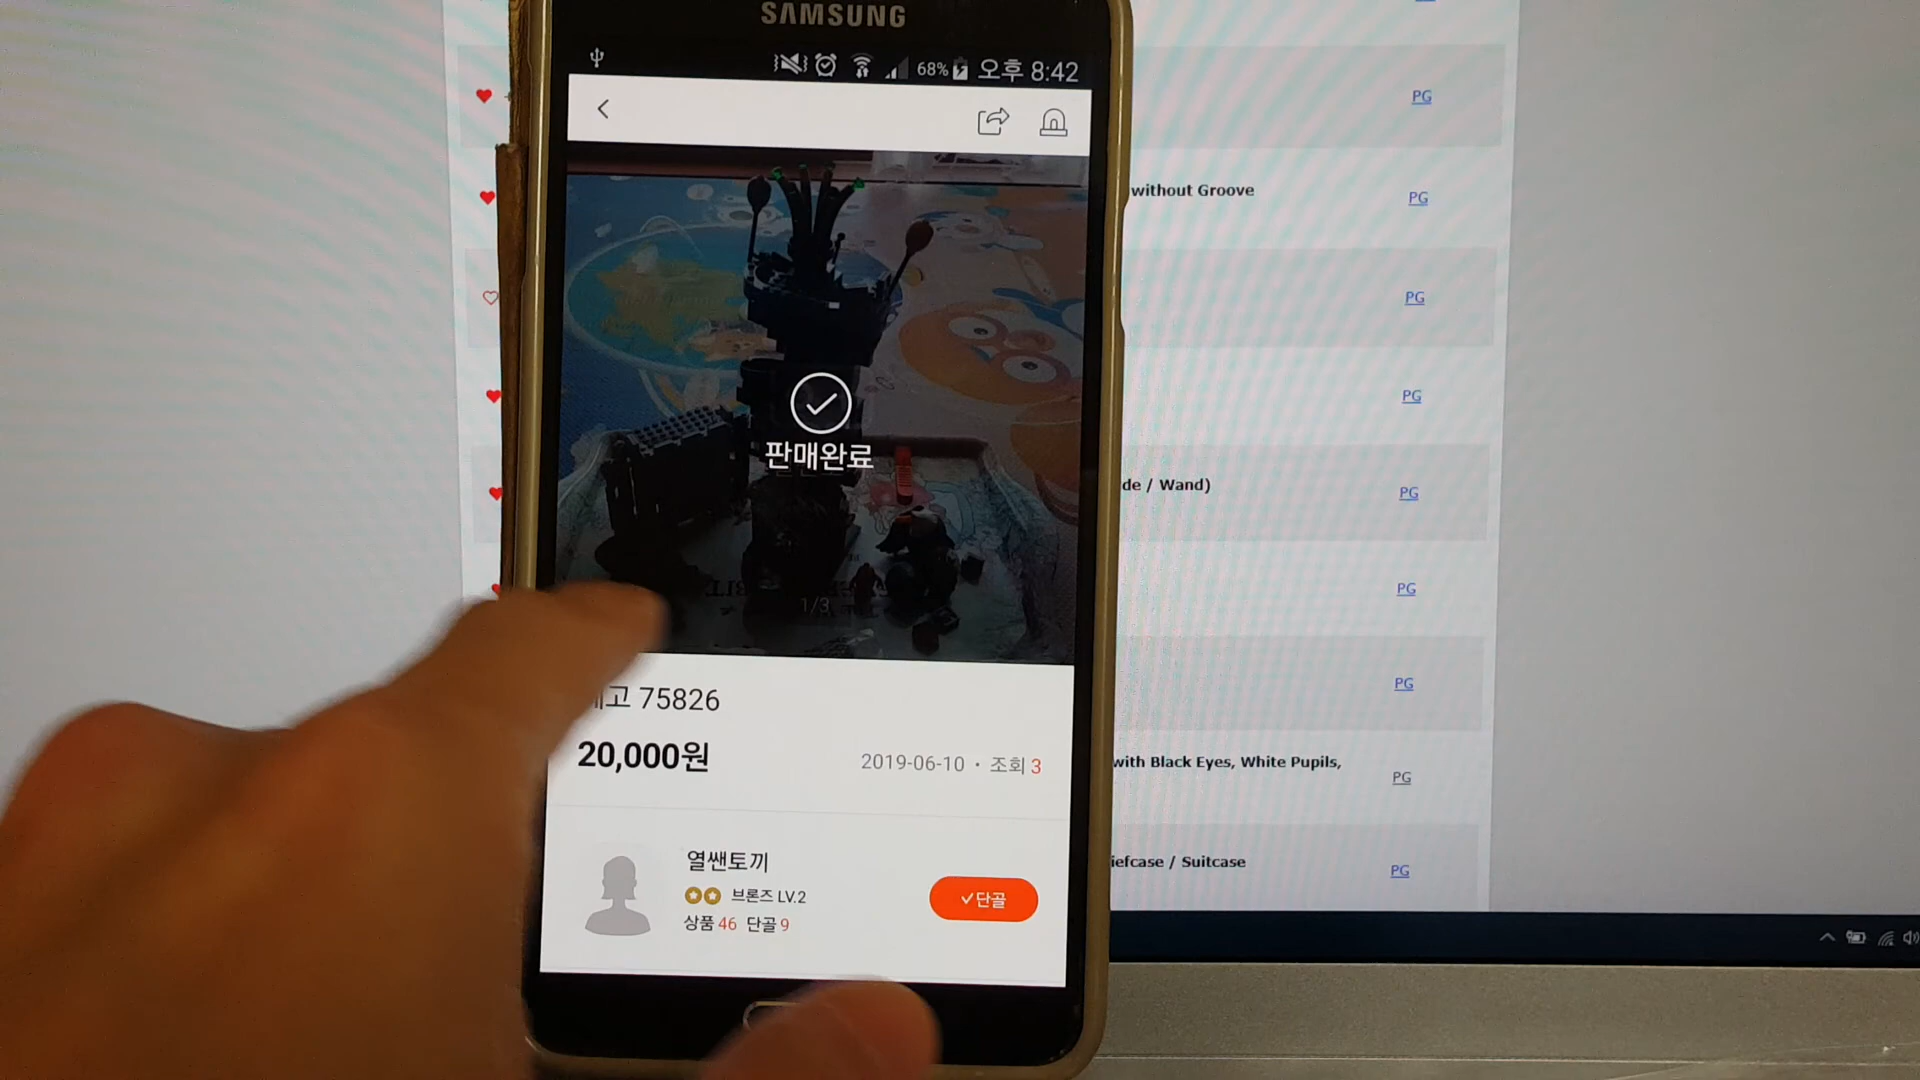 SAMSUNG
68% 오후 8:42
판매완료
1/3
고 75826
20,000원
2019-06-10 · 조회 3
열쌘토끼
브론즈 LV.2
상품 46 단골 9
✓단골
PG
without Groove
PG
PG
PG
de / Wand)
PG
PG
PG
with Black Eyes, White Pupils,
PG
iefcase / Suitcase
PG